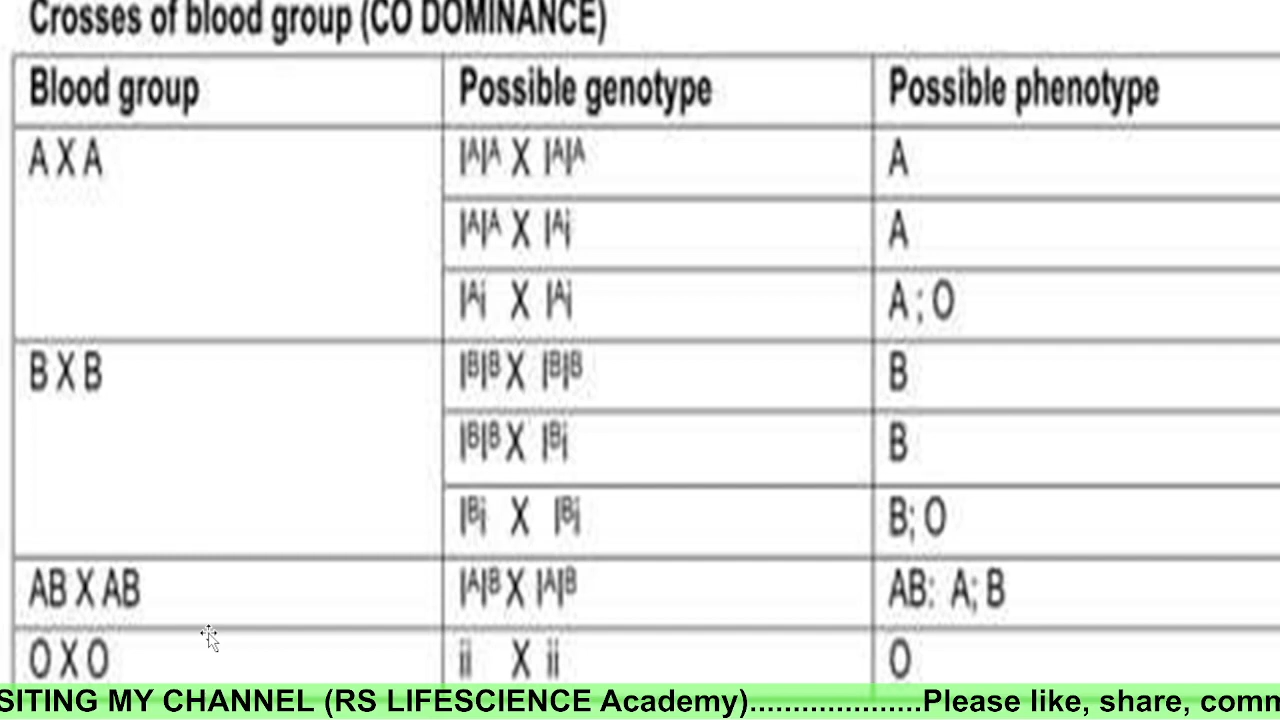 Crosses of blood group (CO DOMINANCE)
Blood group Possible genotype Possible phenotype
A X A IᴬIᴬ X IᴬIᴬ A
IᴬIᴬ X Iᴬi A
Iᴬi X Iᴬi A ; O
B X B IᴮIᴮ X IᴮIᴮ B
IᴮIᴮ X Iᴮi B
Iᴮi X Iᴮi B; O
AB X AB IᴬIᴮ X IᴬIᴮ AB: A; B
O X O ii X ii O
SITING MY CHANNEL (RS LIFESCIENCE Academy)....................Please like, share, comm